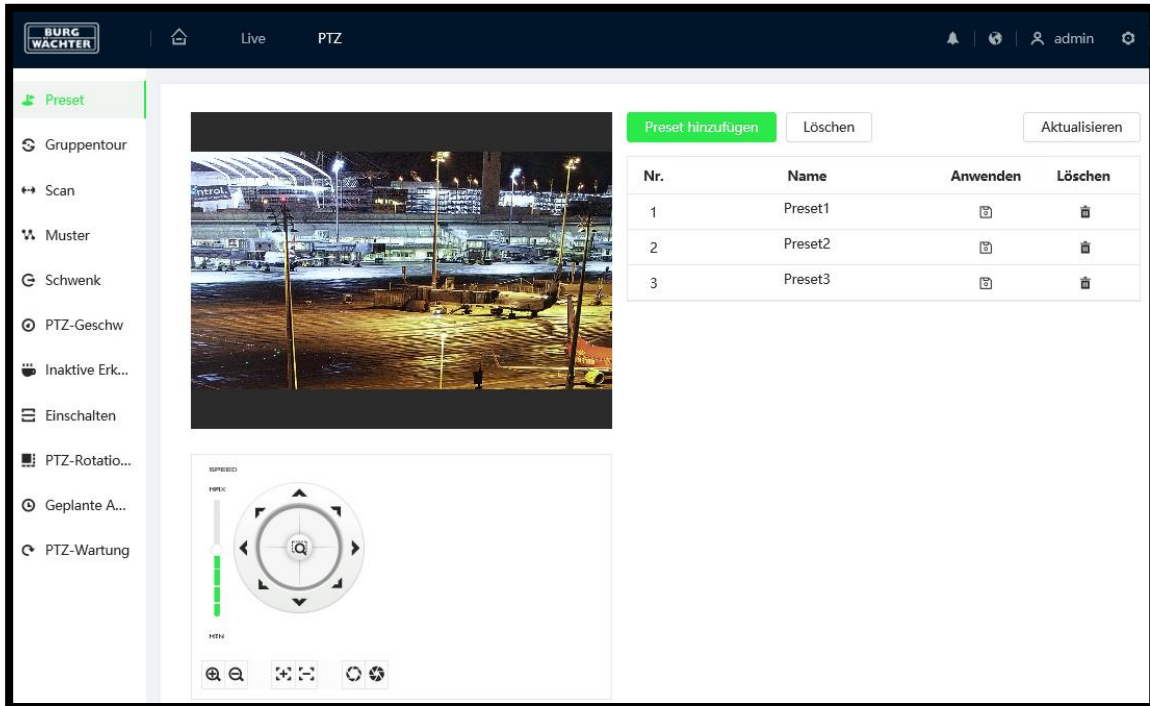 BURG
WÄCHTER
Live
PTZ
admin
Preset
Gruppentour
Scan
Muster
Schwenk
PTZ-Geschw
Inaktive Erk...
Einschalten
PTZ-Rotatio...
Geplante A...
PTZ-Wartung
ntrol.
SPEED
MAX
MIN
Preset hinzufügen
Löschen
Aktualisieren
Nr. Name Anwenden Löschen
1 Preset1
2 Preset2
3 Preset3